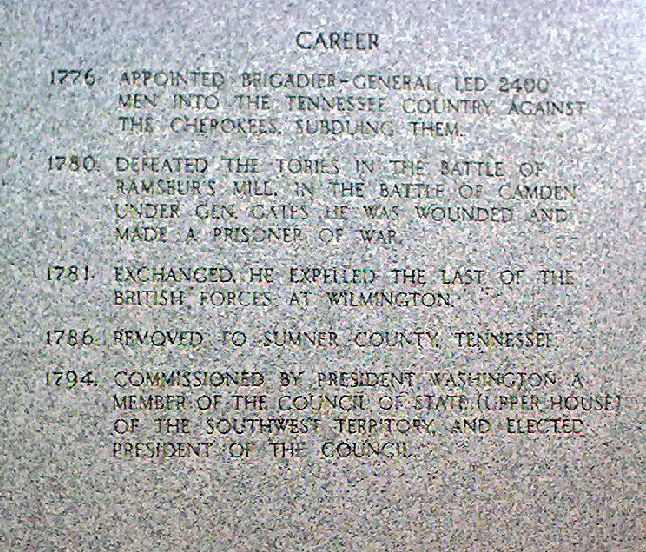 CAREER
1776. APPOINTED BRIGADIER-GENERAL, LED 2400
MEN INTO THE TENNESSEE COUNTRY AGAINST
THE CHEROKEES, SUBDUING THEM.
1780. DEFEATED THE TORIES IN THE BATTLE OF
RAMSEUR'S MILL. IN THE BATTLE OF CAMDEN
UNDER GEN. GATES HE WAS WOUNDED AND
MADE A PRISONER OF WAR.
1781. EXCHANGED, HE EXPELLED THE LAST OF THE
BRITISH FORCES AT WILMINGTON.
1786. REMOVED TO SUMNER COUNTY, TENNESSEE.
1794. COMMISSIONED BY PRESIDENT WASHINGTON A
MEMBER OF THE COUNCIL OF STATE (UPPER HOUSE)
OF THE SOUTHWEST TERRITORY, AND ELECTED
PRESIDENT OF THE COUNCIL.